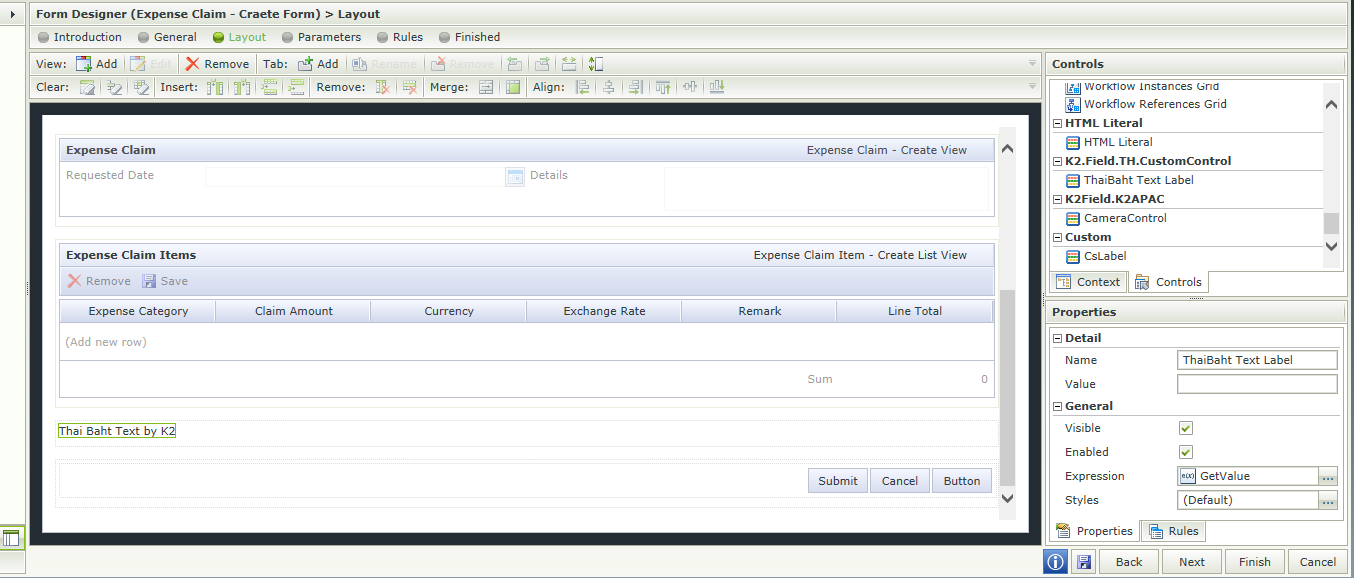 Form Designer (Expense Claim - Craete Form) > Layout
Introduction General Layout Parameters Rules Finished
View: Add Edit Remove Tab: Add Rename Remove
Clear: Insert: Remove: Merge: Align:
Expense Claim Expense Claim - Create View
Requested Date Details
Expense Claim Items Expense Claim Item - Create List View
Remove Save
Expense Category Claim Amount Currency Exchange Rate Remark Line Total
(Add new row)
Sum 0
Thai Baht Text by K2
Submit Cancel Button
Controls
Workflow Instances Grid
Workflow References Grid
HTML Literal
HTML Literal
K2.Field.TH.CustomControl
ThaiBaht Text Label
K2Field.K2APAC
CameraControl
Custom
CsLabel
Context Controls
Properties
Detail
Name ThaiBaht Text Label
Value
General
Visible
Enabled
Expression GetValue ...
Styles (Default) ...
Properties Rules
Back Next Finish Cancel